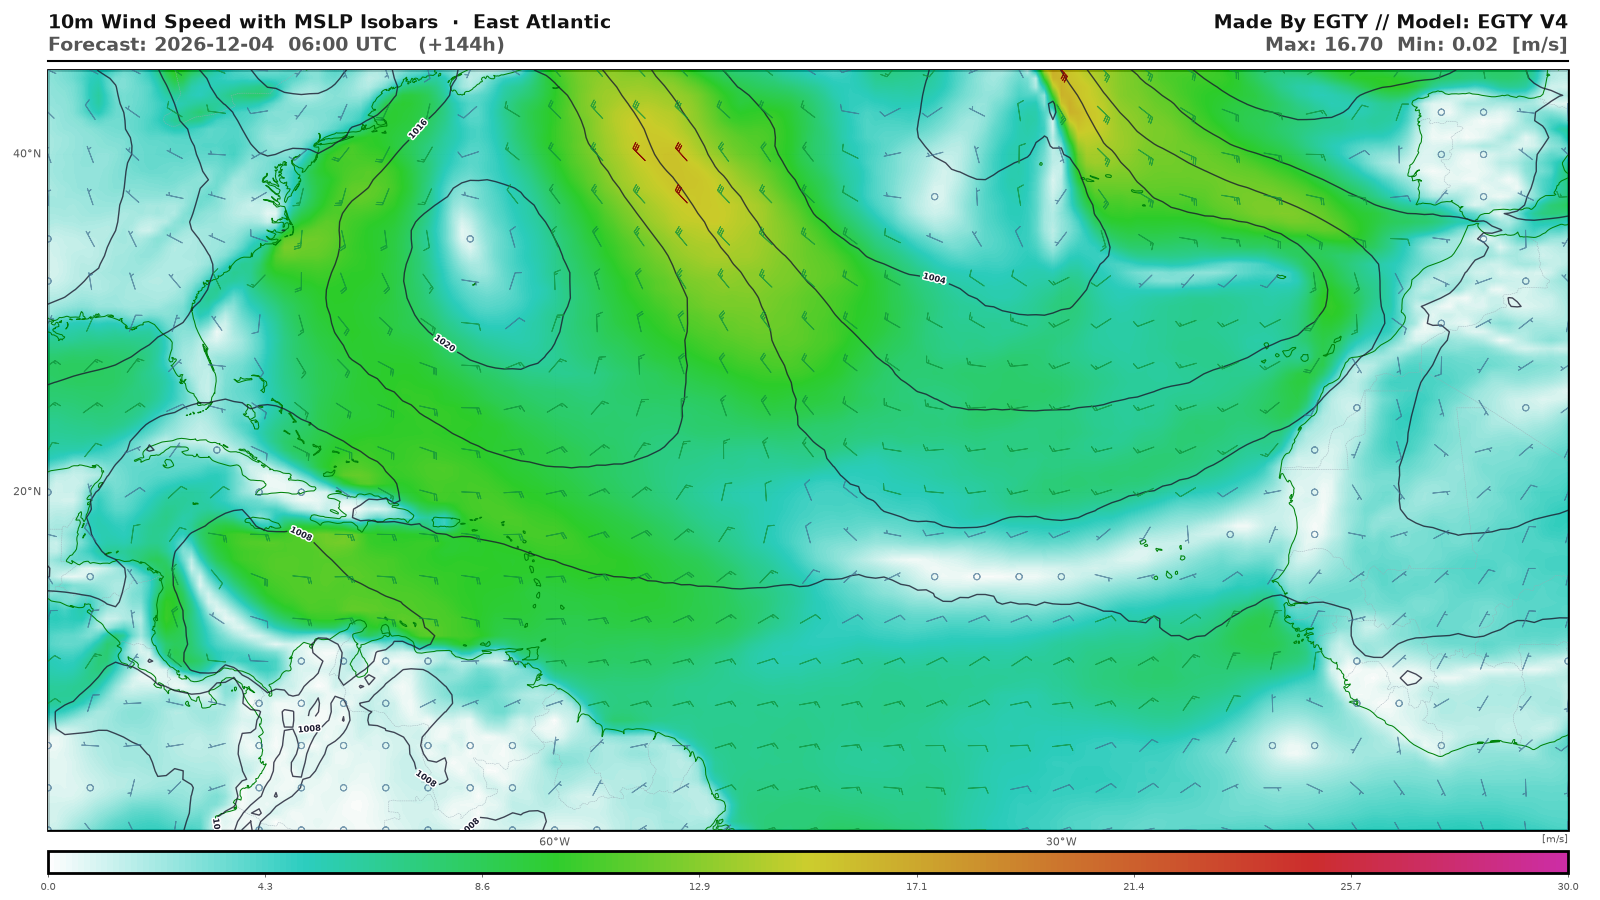 10m Wind Speed with MSLP Isobars · East Atlantic
Made By EGTY // Model: EGTY V4
Forecast: 2026-12-04 06:00 UTC (+144h)
Max: 16.70 Min: 0.02 [m/s]
1016
40°N
1004
1020
20°N
1008
1008
1008
10
008
60°W
30°W
[m/s]
0.0
4.3
8.6
12.9
17.1
21.4
25.7
30.0